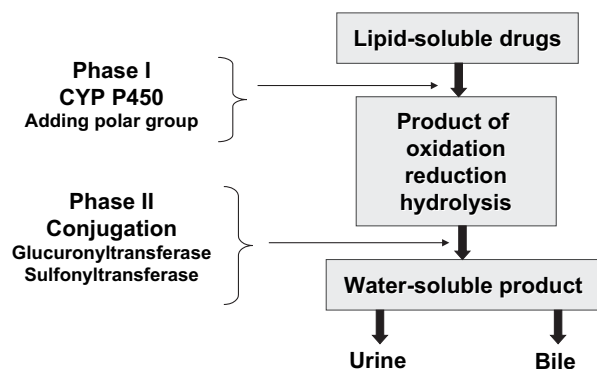 Lipid-soluble drugs
Phase I
CYP P450
Adding polar group
Product of
oxidation
reduction
hydrolysis
Phase II
Conjugation
Glucuronyltransferase
Sulfonyltransferase
Water-soluble product
Urine
Bile